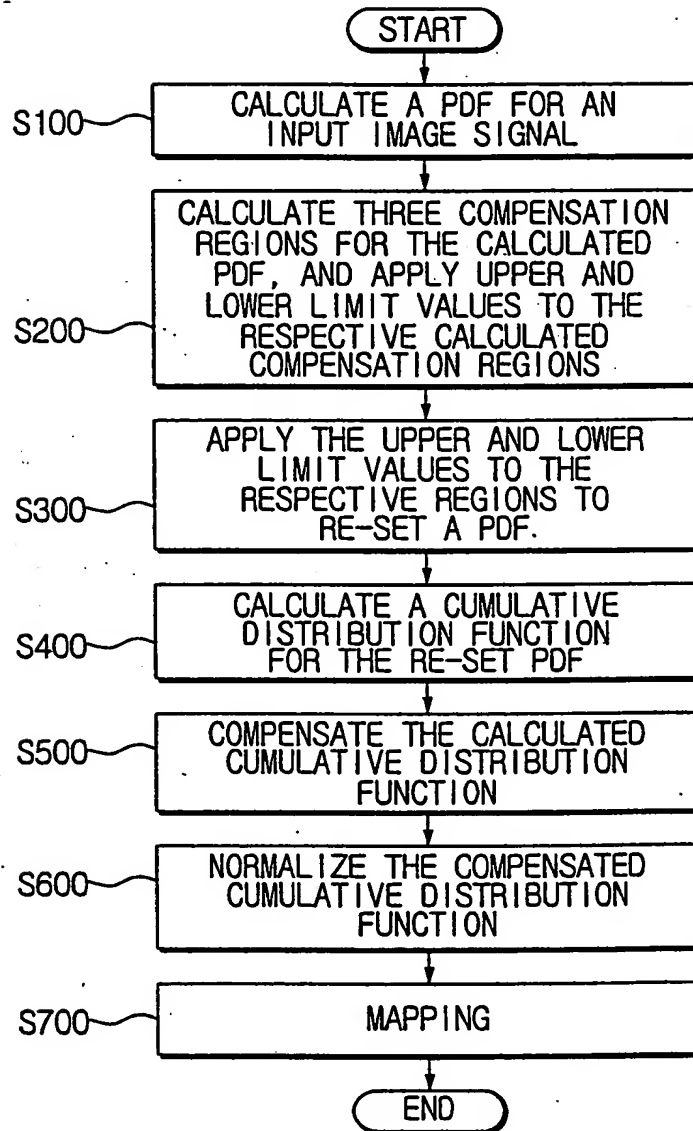 START
S100
CALCULATE A PDF FOR AN
INPUT IMAGE SIGNAL
S200
CALCULATE THREE COMPENSATION
REGIONS FOR THE CALCULATED
PDF, AND APPLY UPPER AND
LOWER LIMIT VALUES TO THE
RESPECTIVE CALCULATED
COMPENSATION REGIONS
S300
APPLY THE UPPER AND LOWER
LIMIT VALUES TO THE
RESPECTIVE REGIONS TO
RE-SET A PDF.
S400
CALCULATE A CUMULATIVE
DISTRIBUTION FUNCTION
FOR THE RE-SET PDF
S500
COMPENSATE THE CALCULATED
CUMULATIVE DISTRIBUTION
FUNCTION
S600
NORMALIZE THE COMPENSATED
CUMULATIVE DISTRIBUTION
FUNCTION
S700
MAPPING
END